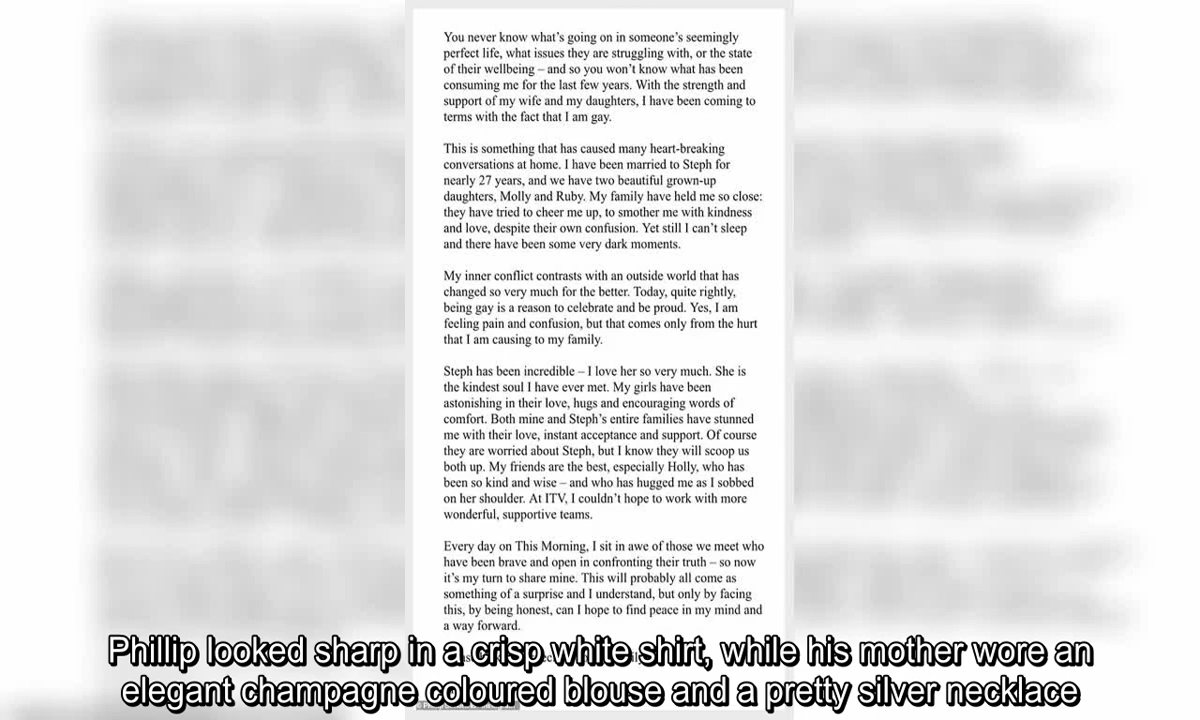 You never know what's going on in someone's seemingly
perfect life, what issues they are struggling with, or the state
of their wellbeing – and so you won't know what has been
consuming me for the last few years. With the strength and
support of my wife and my daughters, I have been coming to
terms with the fact that I am gay.
This is something that has caused many heart-breaking
conversations at home. I have been married to Steph for
nearly 27 years, and we have two beautiful grown-up
daughters, Molly and Ruby. My family have held me so close:
they have tried to cheer me up, to smother me with kindness
and love, despite their own confusion. Yet still I can't sleep
and there have been some very dark moments.
My inner conflict contrasts with an outside world that has
changed so very much for the better. Today, quite rightly,
being gay is a reason to celebrate and be proud. Yes, I am
feeling pain and confusion, but that comes only from the hurt
that I am causing to my family.
Steph has been incredible – I love her so very much. She is
the kindest soul I have ever met. My girls have been
astonishing in their love, hugs and encouraging words of
comfort. Both mine and Steph's entire families have stunned
me with their love, instant acceptance and support. Of course
they are worried about Steph, but I know they will scoop us
both up. My friends are the best, especially Holly, who has
been so kind and wise – and who has hugged me as I sobbed
on her shoulder. At ITV, I couldn't hope to work with more
wonderful, supportive teams.
Every day on This Morning, I sit in awe of those we meet who
have been brave and open in confronting their truth – so now
it's my turn to share mine. This will probably all come as
something of a surprise and I understand, but only by facing
this, by being honest, can I hope to find peace in my mind and
a way forward.
Phillip looked sharp in a crisp white shirt, while his mother wore an
elegant champagne coloured blouse and a pretty silver necklace